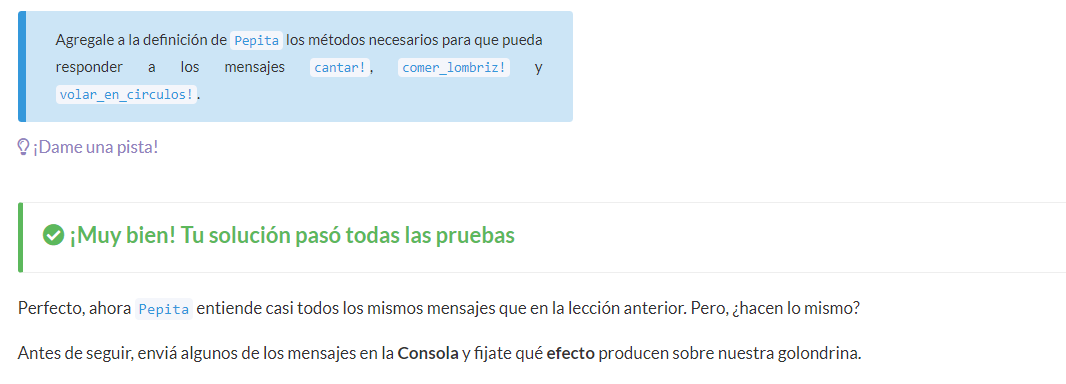 Agregale a la definición de Pepita los métodos necesarios para que pueda
responder a los mensajes cantar!, comer_lombriz! y
volar_en_circulos!.
¡Dame una pista!
¡Muy bien! Tu solución pasó todas las pruebas
Perfecto, ahora Pepita entiende casi todos los mismos mensajes que en la lección anterior. Pero, ¿hacen lo mismo?
Antes de seguir, enviá algunos de los mensajes en la Consola y fijate qué efecto producen sobre nuestra golondrina.